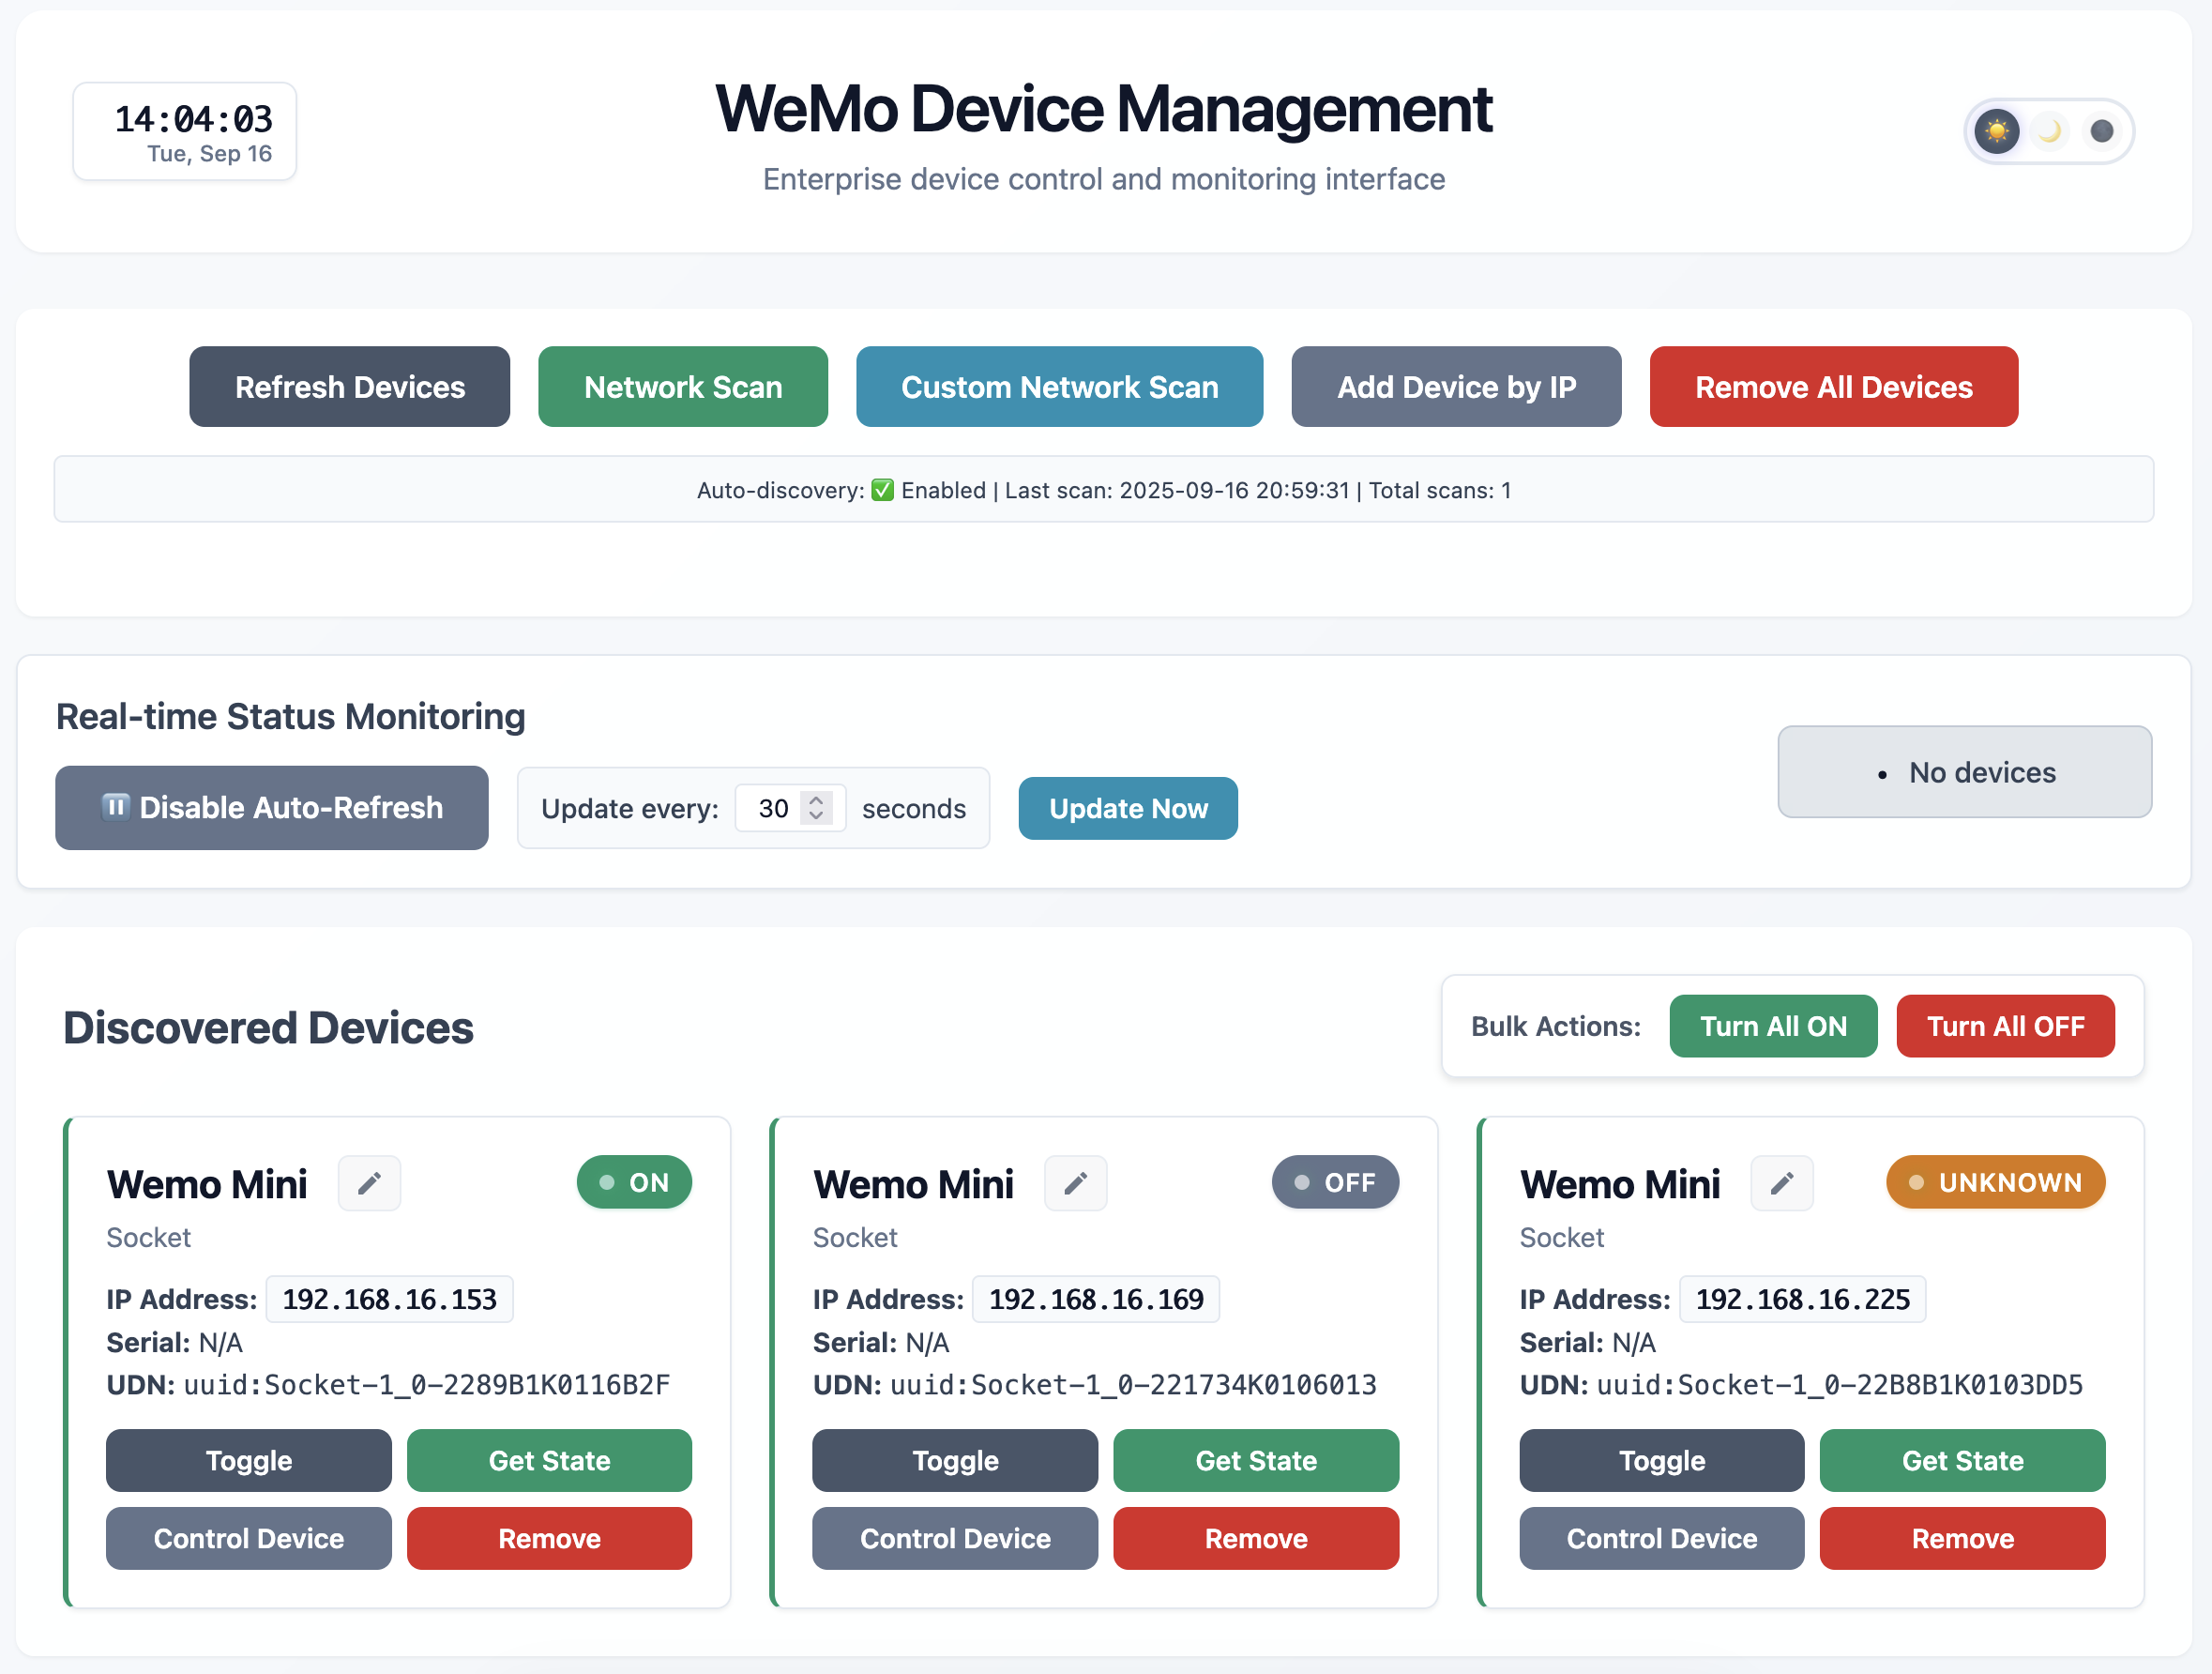 14:04:03
Tue, Sep 16
WeMo Device Management
Enterprise device control and monitoring interface
Refresh Devices
Network Scan
Custom Network Scan
Add Device by IP
Remove All Devices
Auto-discovery: ✅ Enabled | Last scan: 2025-09-16 20:59:31 | Total scans: 1
Real-time Status Monitoring
⏸️ Disable Auto-Refresh
Update every: 30 seconds
Update Now
• No devices
Discovered Devices
Bulk Actions:
Turn All ON
Turn All OFF
Wemo Mini
ON
Socket
IP Address: 192.168.16.153
Serial: N/A
UDN: uuid:Socket-1_0-2289B1K0116B2F
Toggle
Get State
Control Device
Remove
Wemo Mini
OFF
Socket
IP Address: 192.168.16.169
Serial: N/A
UDN: uuid:Socket-1_0-221734K0106013
Toggle
Get State
Control Device
Remove
Wemo Mini
UNKNOWN
Socket
IP Address: 192.168.16.225
Serial: N/A
UDN: uuid:Socket-1_0-22B8B1K0103DD5
Toggle
Get State
Control Device
Remove